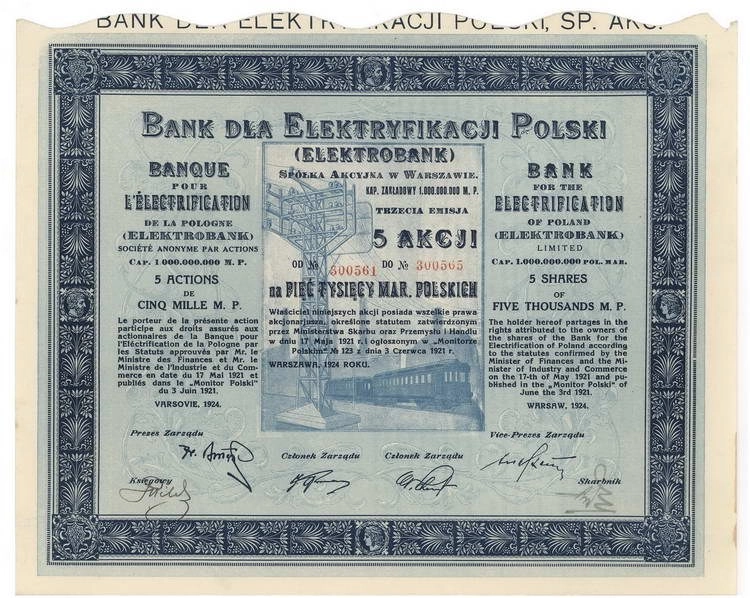 BANK DLA ELEKTRYFIKACJI POLSKI, SP. AKC.
BANK DLA ELEKTRYFIKACJI POLSKI
(ELEKTROBANK)
SPÓŁKA AKCYJNA W WARSZAWIE.
KAP. ZAKŁADOWY 1.000.000.000 M. P.
TRZECIA EMISJA
5 AKCJI
OD № 300561 DO № 300565
na PIĘĆ TYSIĘCY MAR. POLSKICH
Właściciel niniejszych akcji posiada wszelkie prawa
akcjonarjusza, określone statutem zatwierdzonym
przez Ministerstwa Skarbu oraz Przemysłu i Handlu
w dniu 17 Maja 1921 r. i ogłoszonym w „Monitorze
Polskim" № 123 z dnia 3 Czerwca 1921 r.
WARSZAWA, 1924 ROKU.
BANQUE
POUR
L'ÉLECTRIFICATION
DE LA POLOGNE
(ELEKTROBANK)
SOCIÉTÉ ANONYME PAR ACTIONS
CAP. 1.000.000.000 M. P.
5 ACTIONS
DE
CINQ MILLE M. P.
Le porteur de la présente action
participe aux droits assurés aux
actionnaires de la Banque pour
l'Eléctrification de la Pologne par
les Statuts approuvés par Mr. le
Ministre des Finances et Mr. le
Ministre de l'Industrie et du Com-
merce en date du 17 Mai 1921 et
publiés dans le „Monitor Polski"
du 3 Juin 1921.
VARSOVIE, 1924.
BANK
FOR THE
ELECTRIFICATION
OF POLAND
(ELEKTROBANK)
LIMITED
CAP. 1.000.000.000 POL. MAR.
5 SHARES
OF
FIVE THOUSANDS M. P.
The holder hereof partages in the
rights attributed to the owners of
the shares of the Bank for the
Electrification of Poland according
to the statutes confirmed by the
Minister of Finances and the Mi-
nister of Industry and Commerce
on the 17-th of May 1921 and pu-
blished in the „Monitor Polski" of
June the 3rd 1921.
WARSAW, 1924.
Prezes Zarządu
Członek Zarządu
Członek Zarządu
Vice-Prezes Zarządu
Księgowy
Skarbnik